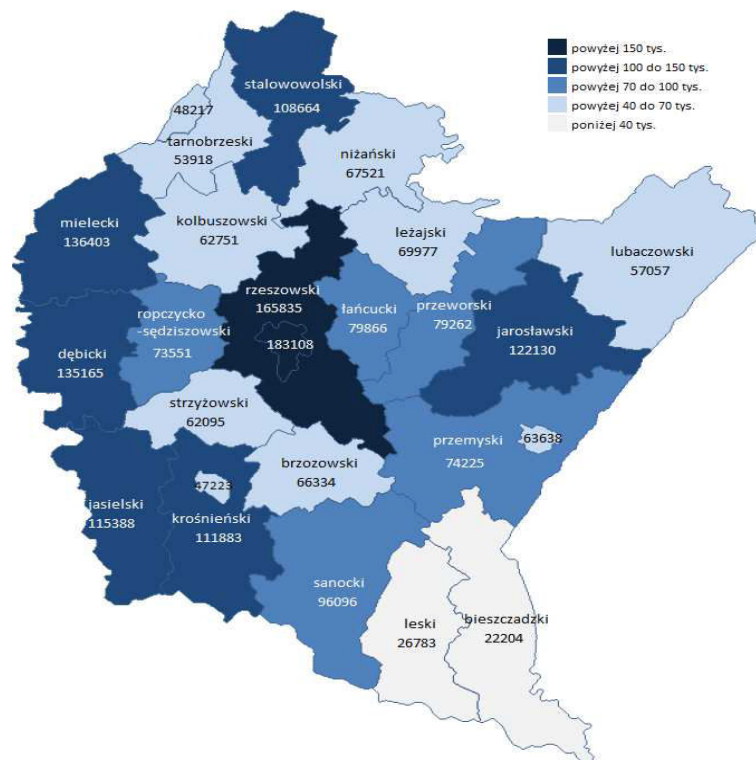 powyżej 150 tys.
powyżej 100 do 150 tys.
powyżej 70 do 100 tys.
powyżej 40 do 70 tys.
poniżej 40 tys.
stalowowolski
108664
48217
tarnobrzeski
53918
niżański
67521
mielecki
136403
kolbuszowski
62751
leżajski
69977
lubaczowski
57057
rzeszowski
165835
183108
łańcucki
79866
przeworski
79262
jarosławski
122130
ropczycko
-sędziszowski
73551
dębicki
135165
strzyżowski
62095
przemyski
74225
63638
brzozowski
66334
jasielski
115388
47223
krośnieński
111883
sanocki
96096
leski
26783
bieszczadzki
22204